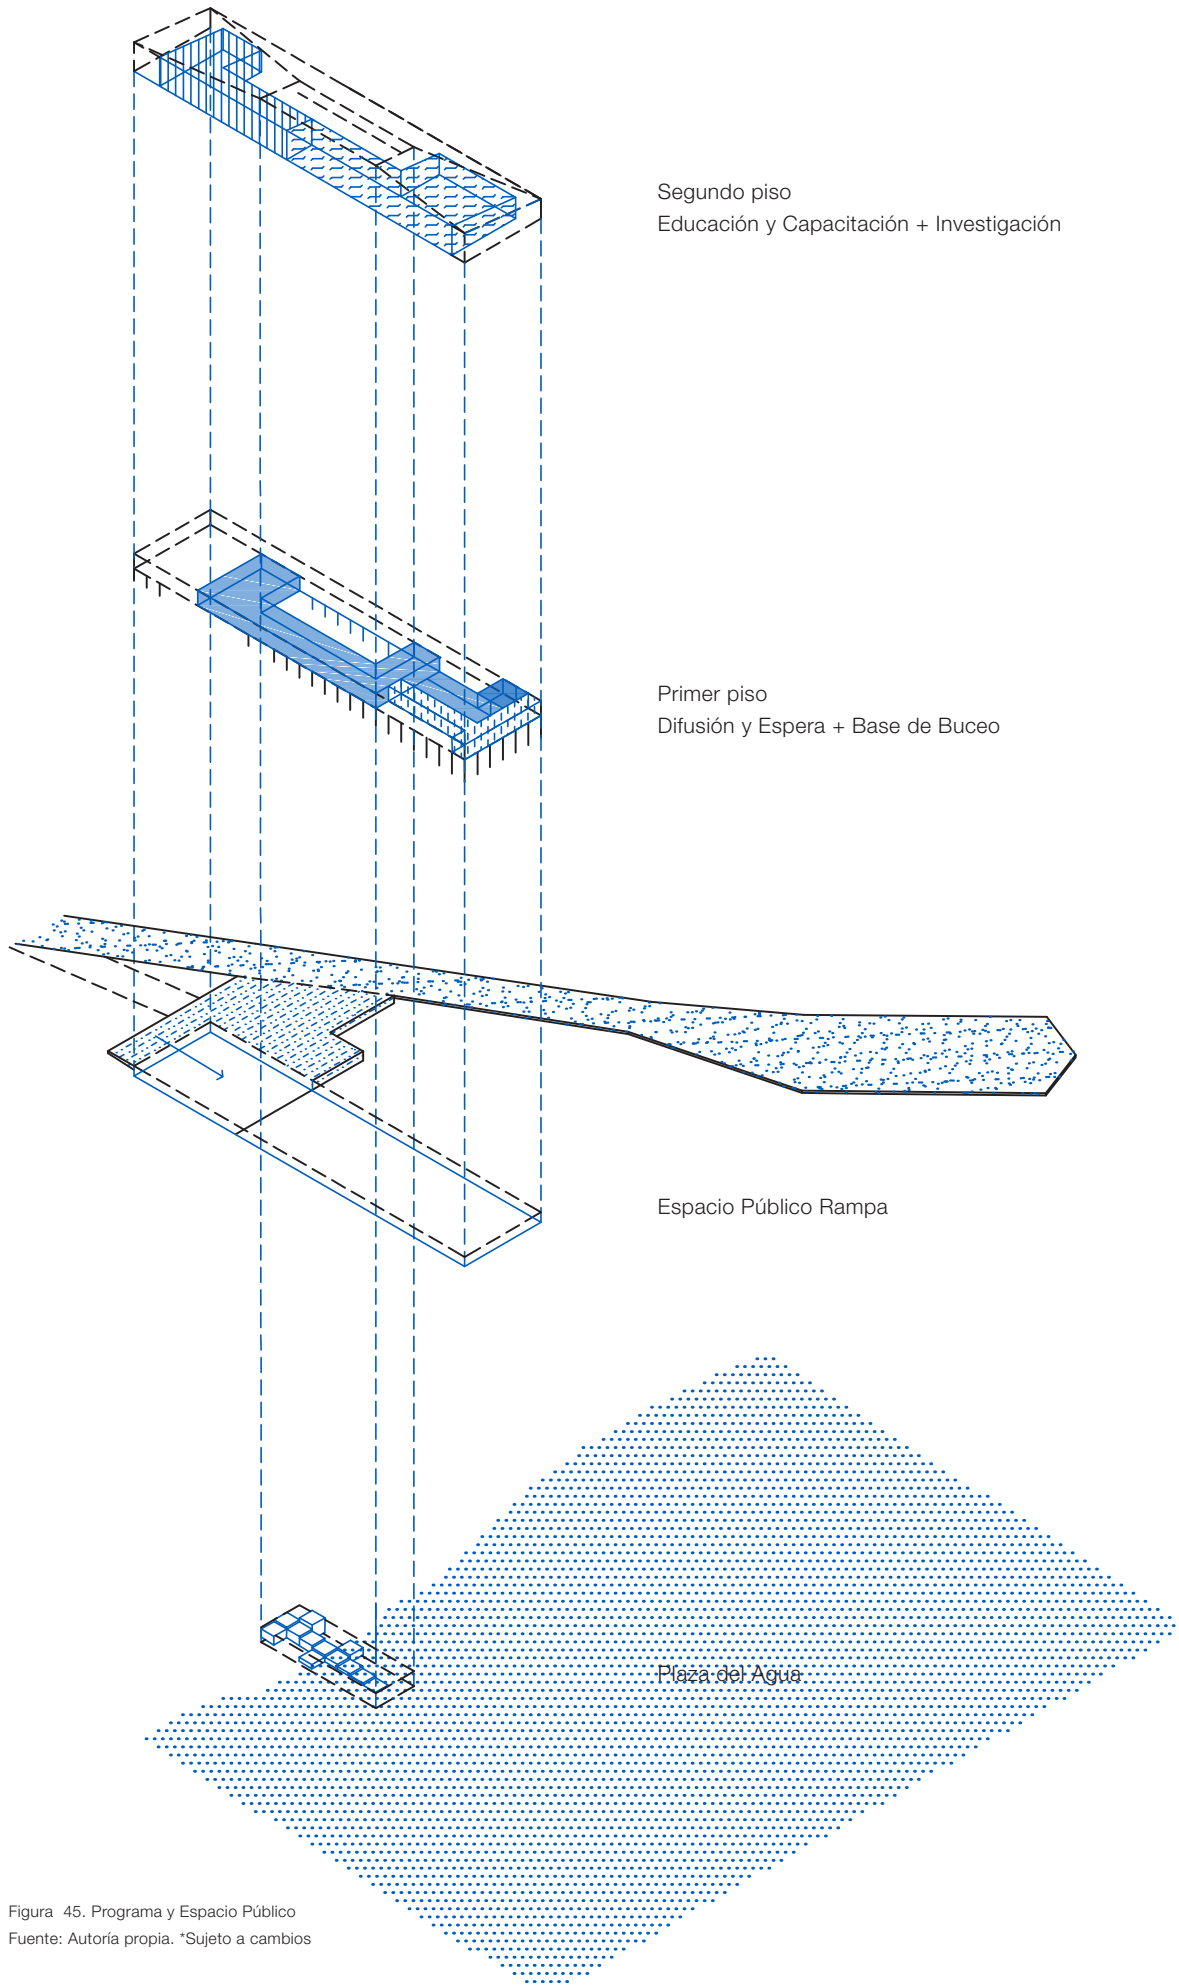 Segundo piso
Educación y Capacitación + Investigación
Primer piso
Difusión y Espera + Base de Buceo
Espacio Público Rampa
Plaza del Agua
Figura 45. Programa y Espacio Público
Fuente: Autoría propia. *Sujeto a cambios